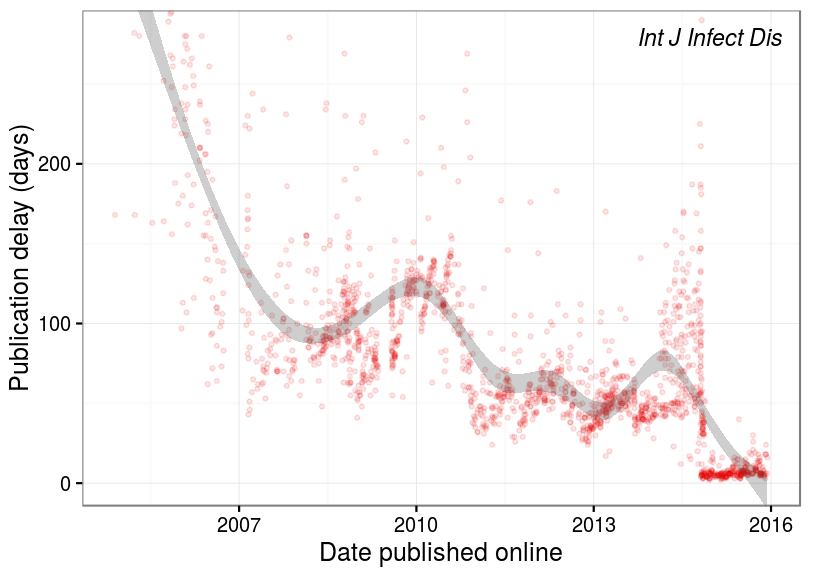 Int J Infect Dis
Publication delay (days)
200
100
0
2007
2010
2013
2016
Date published online